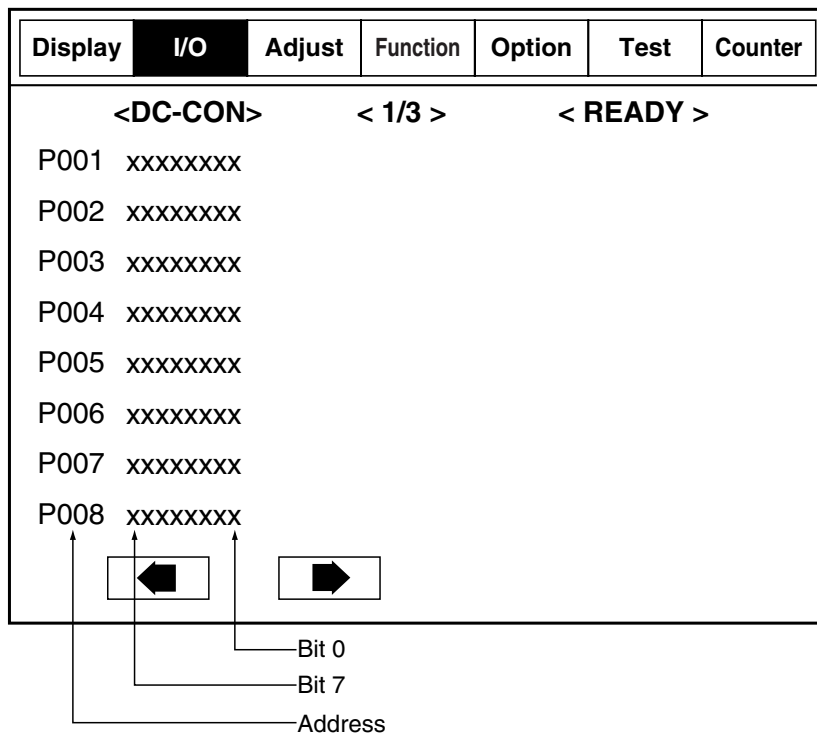 Display I/O Adjust Function Option Test Counter
<DC-CON> < 1/3 > < READY >
P001 xxxxxxxx
P002 xxxxxxxx
P003 xxxxxxxx
P004 xxxxxxxx
P005 xxxxxxxx
P006 xxxxxxxx
P007 xxxxxxxx
P008 xxxxxxxx
Bit 0
Bit 7
Address